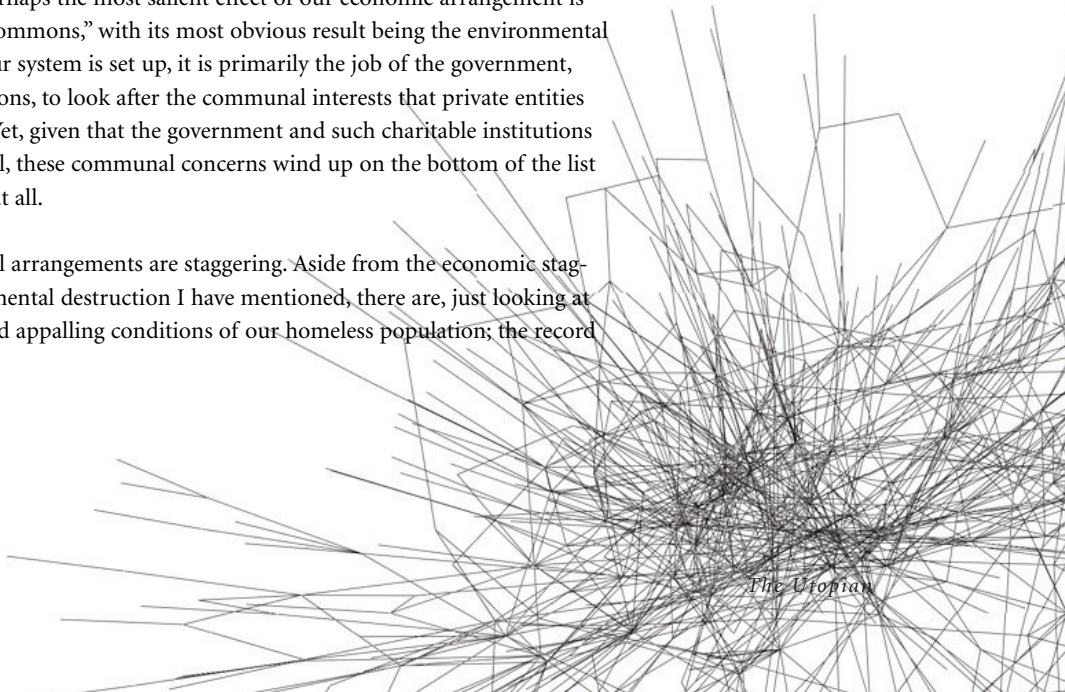 haps the most salient effect of our economic arrangement is
ommons,” with its most obvious result being the environmental
r system is set up, it is primarily the job of the government,
ons, to look after the communal interests that private entities
et, given that the government and such charitable institutions
l, these communal concerns wind up on the bottom of the list
t all.
l arrangements are staggering. Aside from the economic stag-
mental destruction I have mentioned, there are, just looking at
d appalling conditions of our homeless population; the record
The Utopian